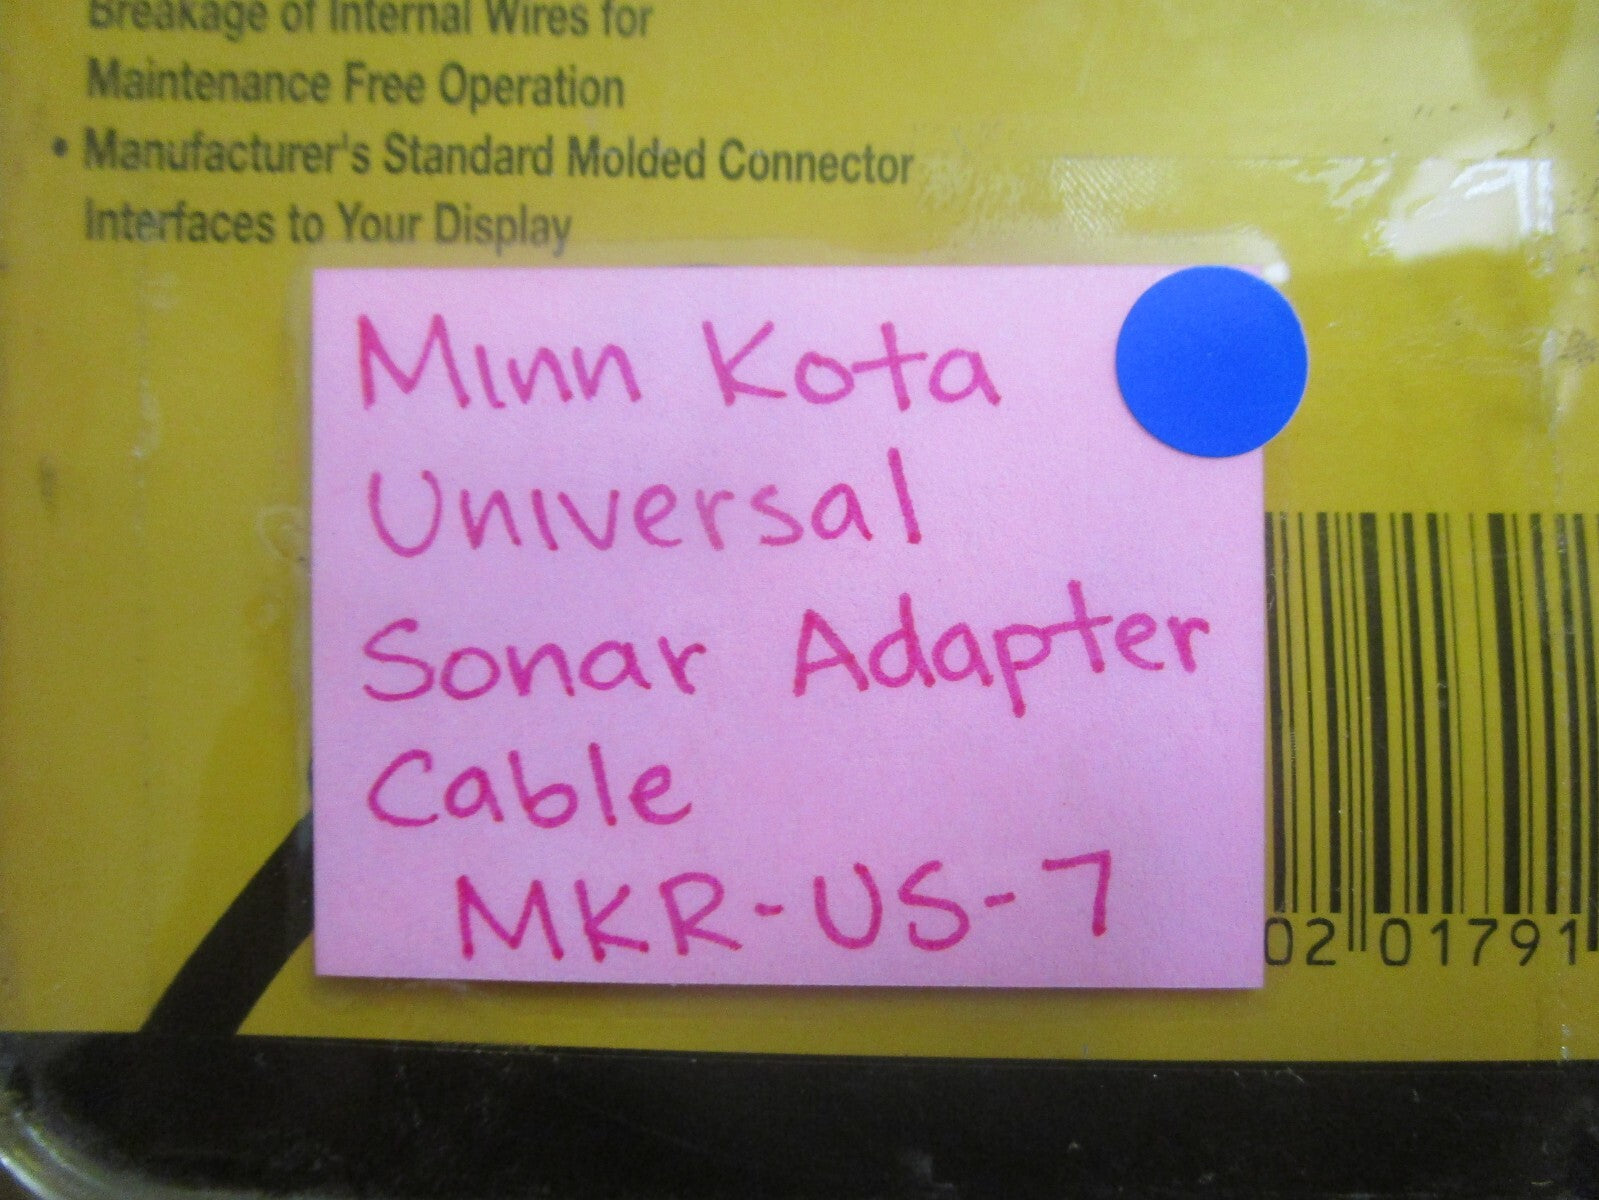 Breakage of Internal Wires for
Maintenance Free Operation
• Manufacturer's Standard Molded Connector
Interfaces to Your Display
Minn Kota
Universal
Sonar Adapter
Cable
MKR-US-7
02 01791